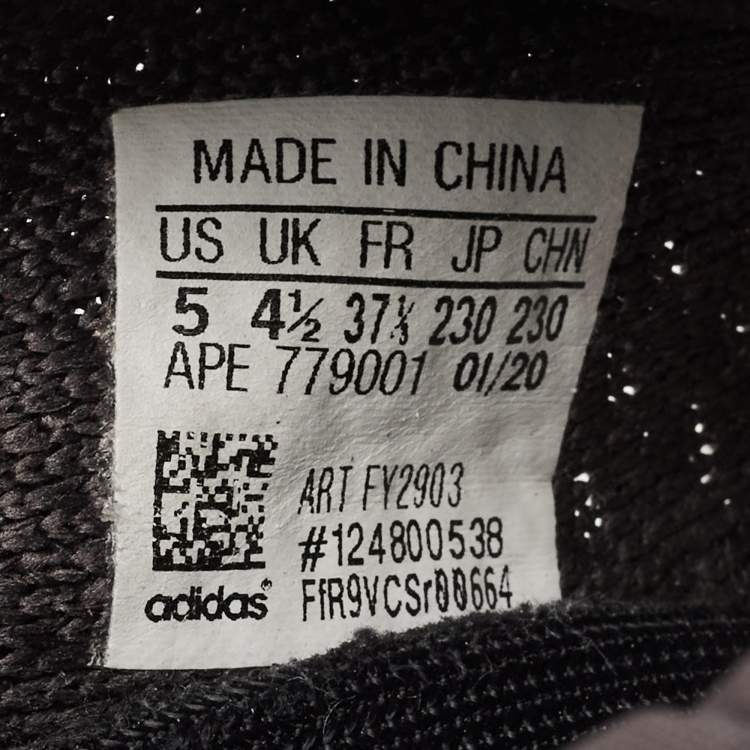 MADE IN CHINA
US UK FR JP CHN
5 4½ 37⅓ 230 230
APE 779001 01/20
ART FY2903
#124800538
FfR9VCSr00664
adidas®